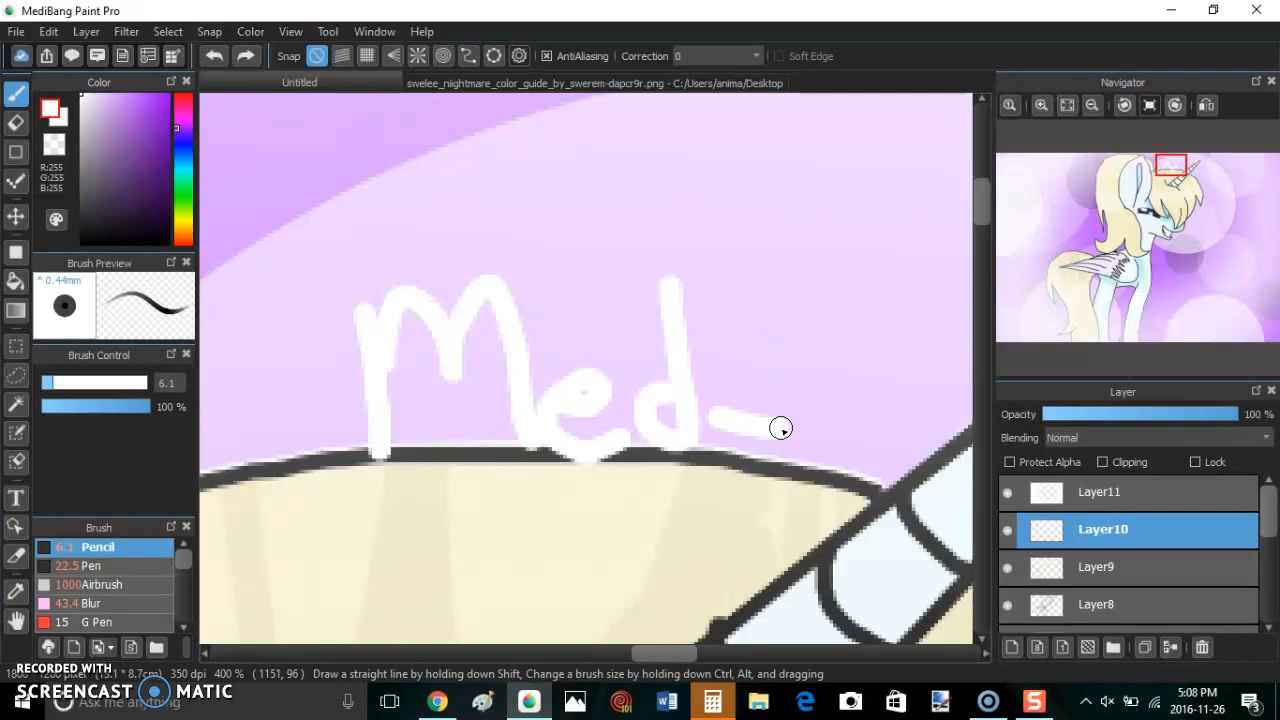 MediBang Paint Pro
File Edit Layer Filter Select Snap Color View Tool Window Help
Snap AntiAliasing Correction 0 Soft Edge
Color Untitled swelee_niightmare_color_guide_by_swerem-dapcr9r.png - C:/Users/anima/Desktop Navigator
R:255
G:255
B:255
Brush Preview
0.44mm
Med-
Brush Control
6.1
100 %
Layer
Opacity 100 %
Blending Normal
Protect Alpha Clipping Lock
Layer11
Layer10
Layer9
Layer8
Brush
6.1 Pencil
22.5 Pen
1000 Airbrush
43.4 Blur
15 G Pen
400 % ( 1151, 96 ) Draw a straight line by holding down Shift, Change a brush size by holding down Ctrl, Alt, and dragging
RECORDED WITH
SCREENCAST MATIC
Ask me anything
5:08 PM
2016-11-26